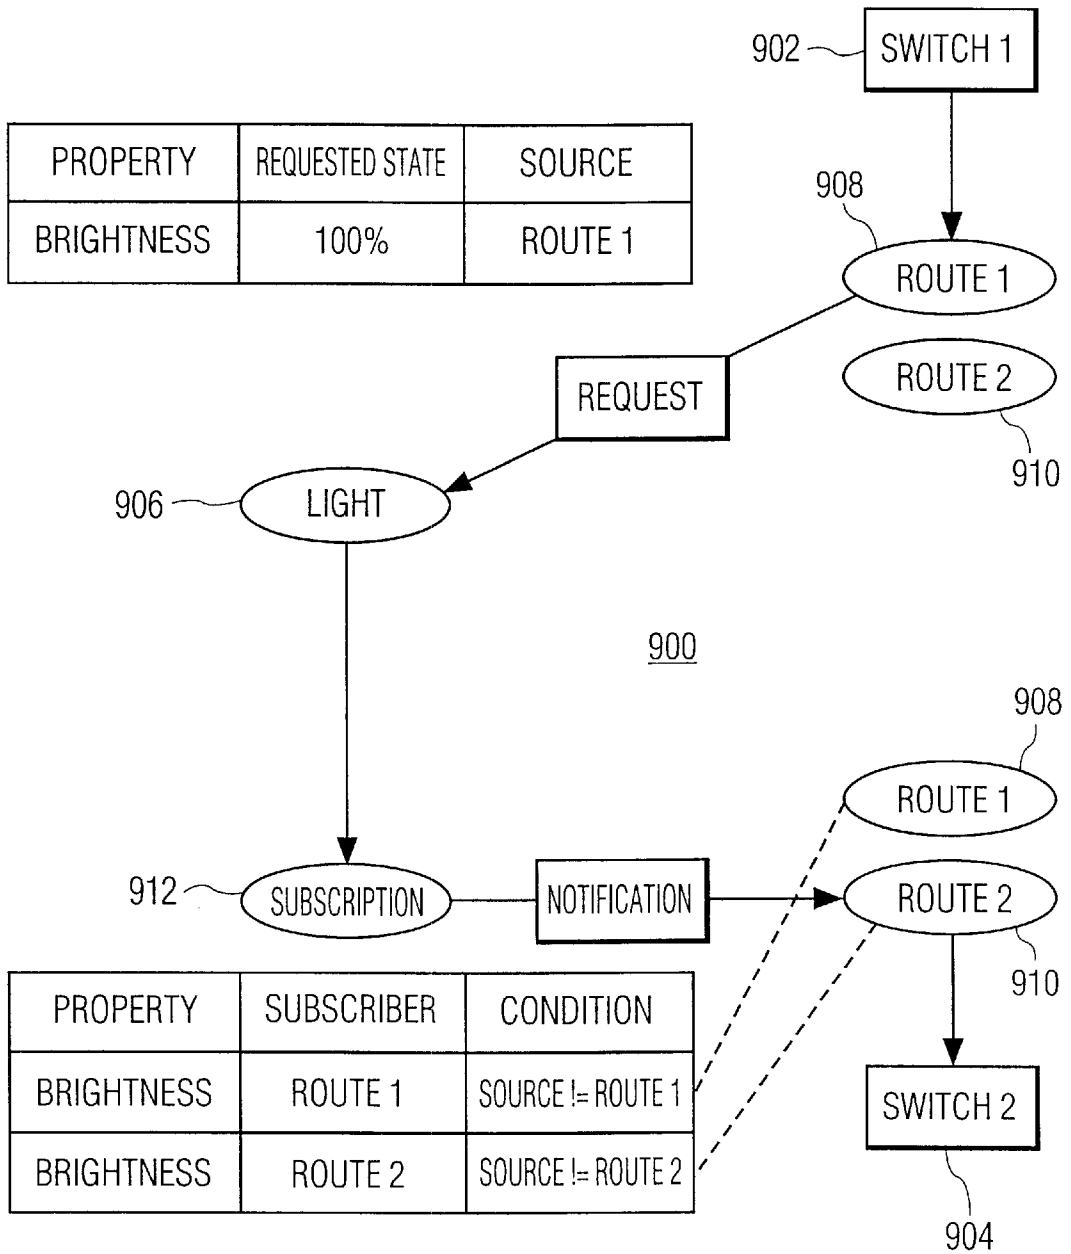 902
SWITCH 1
PROPERTY REQUESTED STATE SOURCE
BRIGHTNESS 100% ROUTE 1
908
ROUTE 1
ROUTE 2
910
REQUEST
906
LIGHT
900
908
ROUTE 1
912
SUBSCRIPTION
NOTIFICATION
ROUTE 2
910
PROPERTY SUBSCRIBER CONDITION
BRIGHTNESS ROUTE 1 SOURCE != ROUTE 1
BRIGHTNESS ROUTE 2 SOURCE != ROUTE 2
SWITCH 2
904